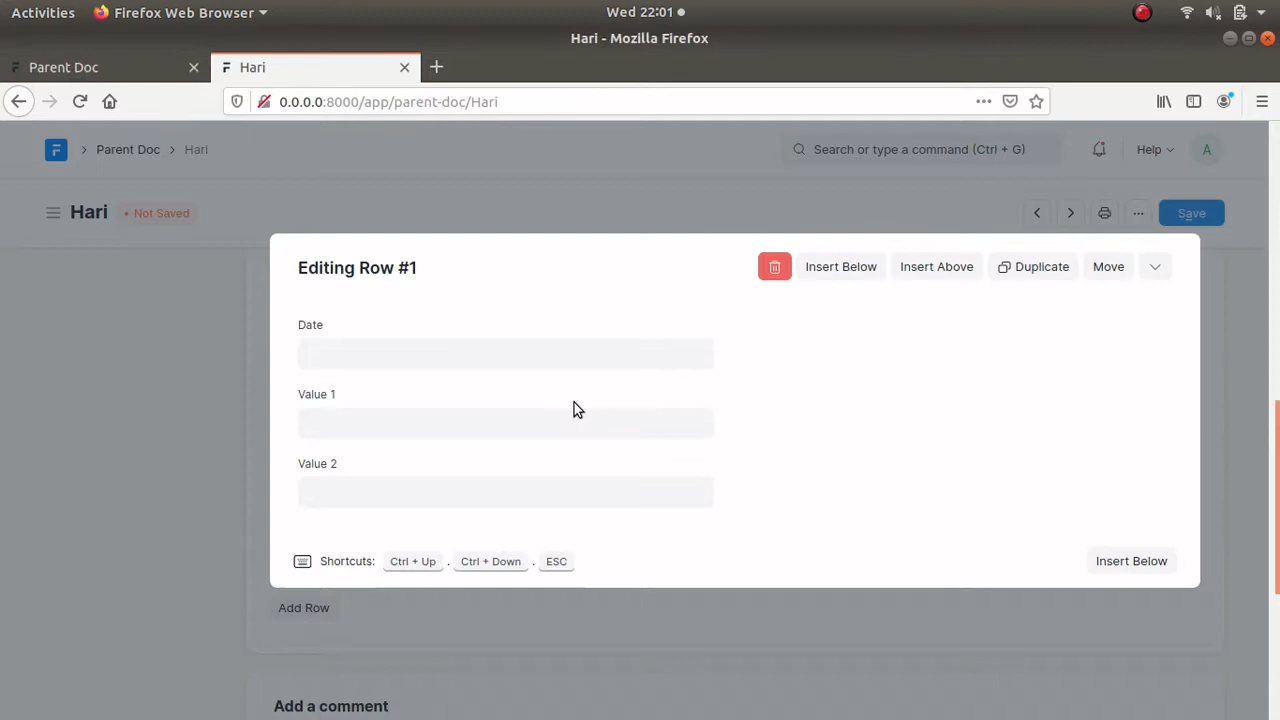 Activities Firefox Web Browser Wed 22:01
Hari - Mozilla Firefox
Parent Doc Hari
0.0.0.0:8000/app/parent-doc/Hari
Parent Doc Hari Search or type a command (Ctrl + G) Help A
Hari • Not Saved Save
Editing Row #1 Insert Below Insert Above Duplicate Move
Date
Value 1
Value 2
Shortcuts: Ctrl + Up . Ctrl + Down . ESC Insert Below
Add Row
Add a comment